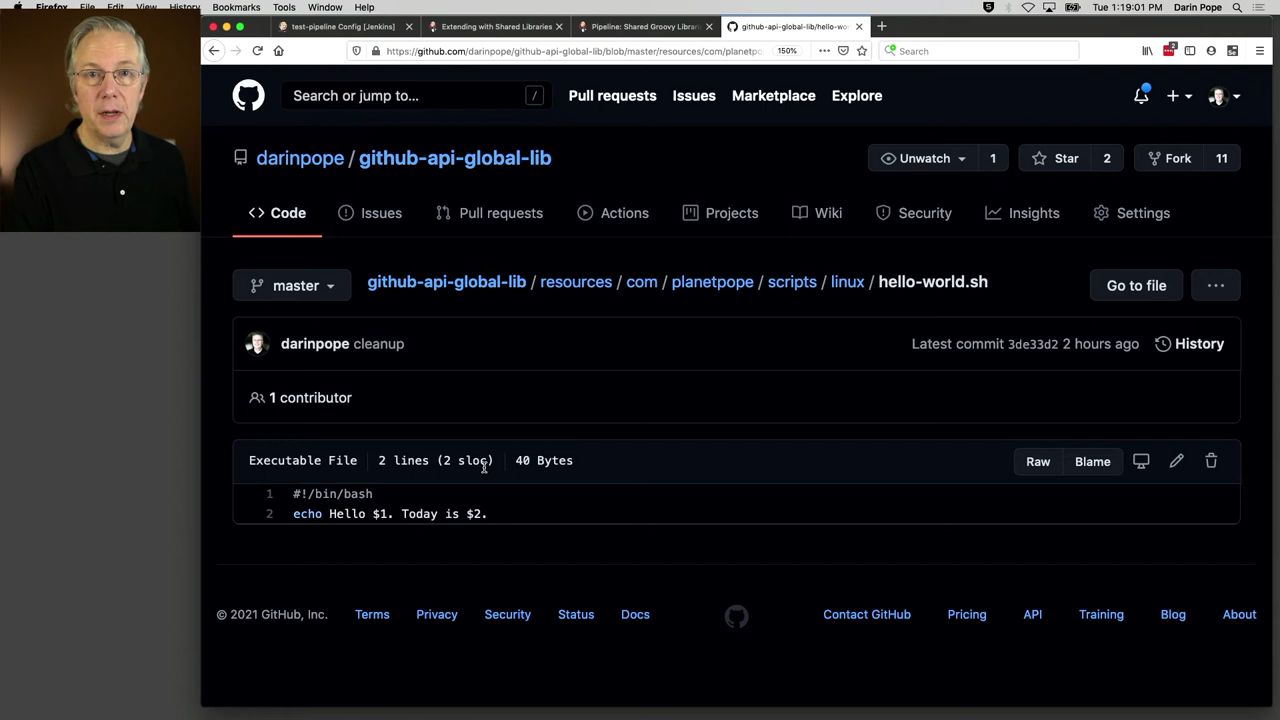 Firefox File Edit View History Bookmarks Tools Window Help
5 2 Tue 1:19:01 PM Darin Pope
test-pipeline Config [Jenkins] × Extending with Shared Libraries × Pipeline: Shared Groovy Librari × github-api-global-lib/hello-wo ×
https://github.com/darinpope/github-api-global-lib/blob/master/resources/com/planetpo 150% Search 2
Search or jump to... / Pull requests Issues Marketplace Explore
darinpope / github-api-global-lib Unwatch 1 Star 2 Fork 11
Code Issues Pull requests Actions Projects Wiki Security Insights Settings
master github-api-global-lib / resources / com / planetpope / scripts / linux / hello-world.sh Go to file ...
darinpope cleanup Latest commit 3de33d2 2 hours ago History
1 contributor
Executable File 2 lines (2 sloc) 40 Bytes Raw Blame
1 #!/bin/bash
2 echo Hello $1. Today is $2.
© 2021 GitHub, Inc. Terms Privacy Security Status Docs Contact GitHub Pricing API Training Blog About